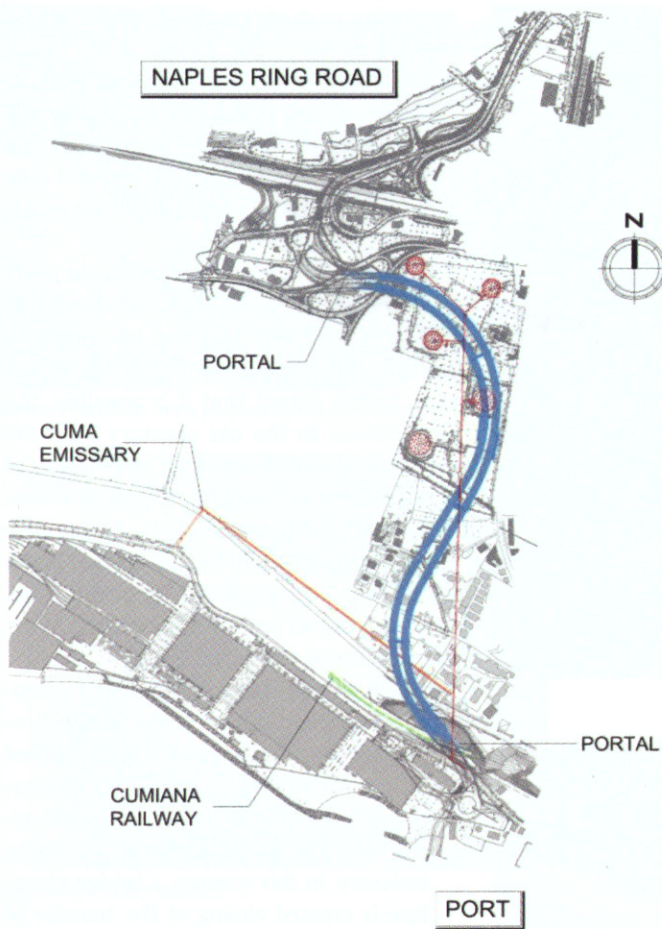 NAPLES RING ROAD
N
PORTAL
CUMA
EMISSARY
PORTAL
CUMIANA
RAILWAY
PORT